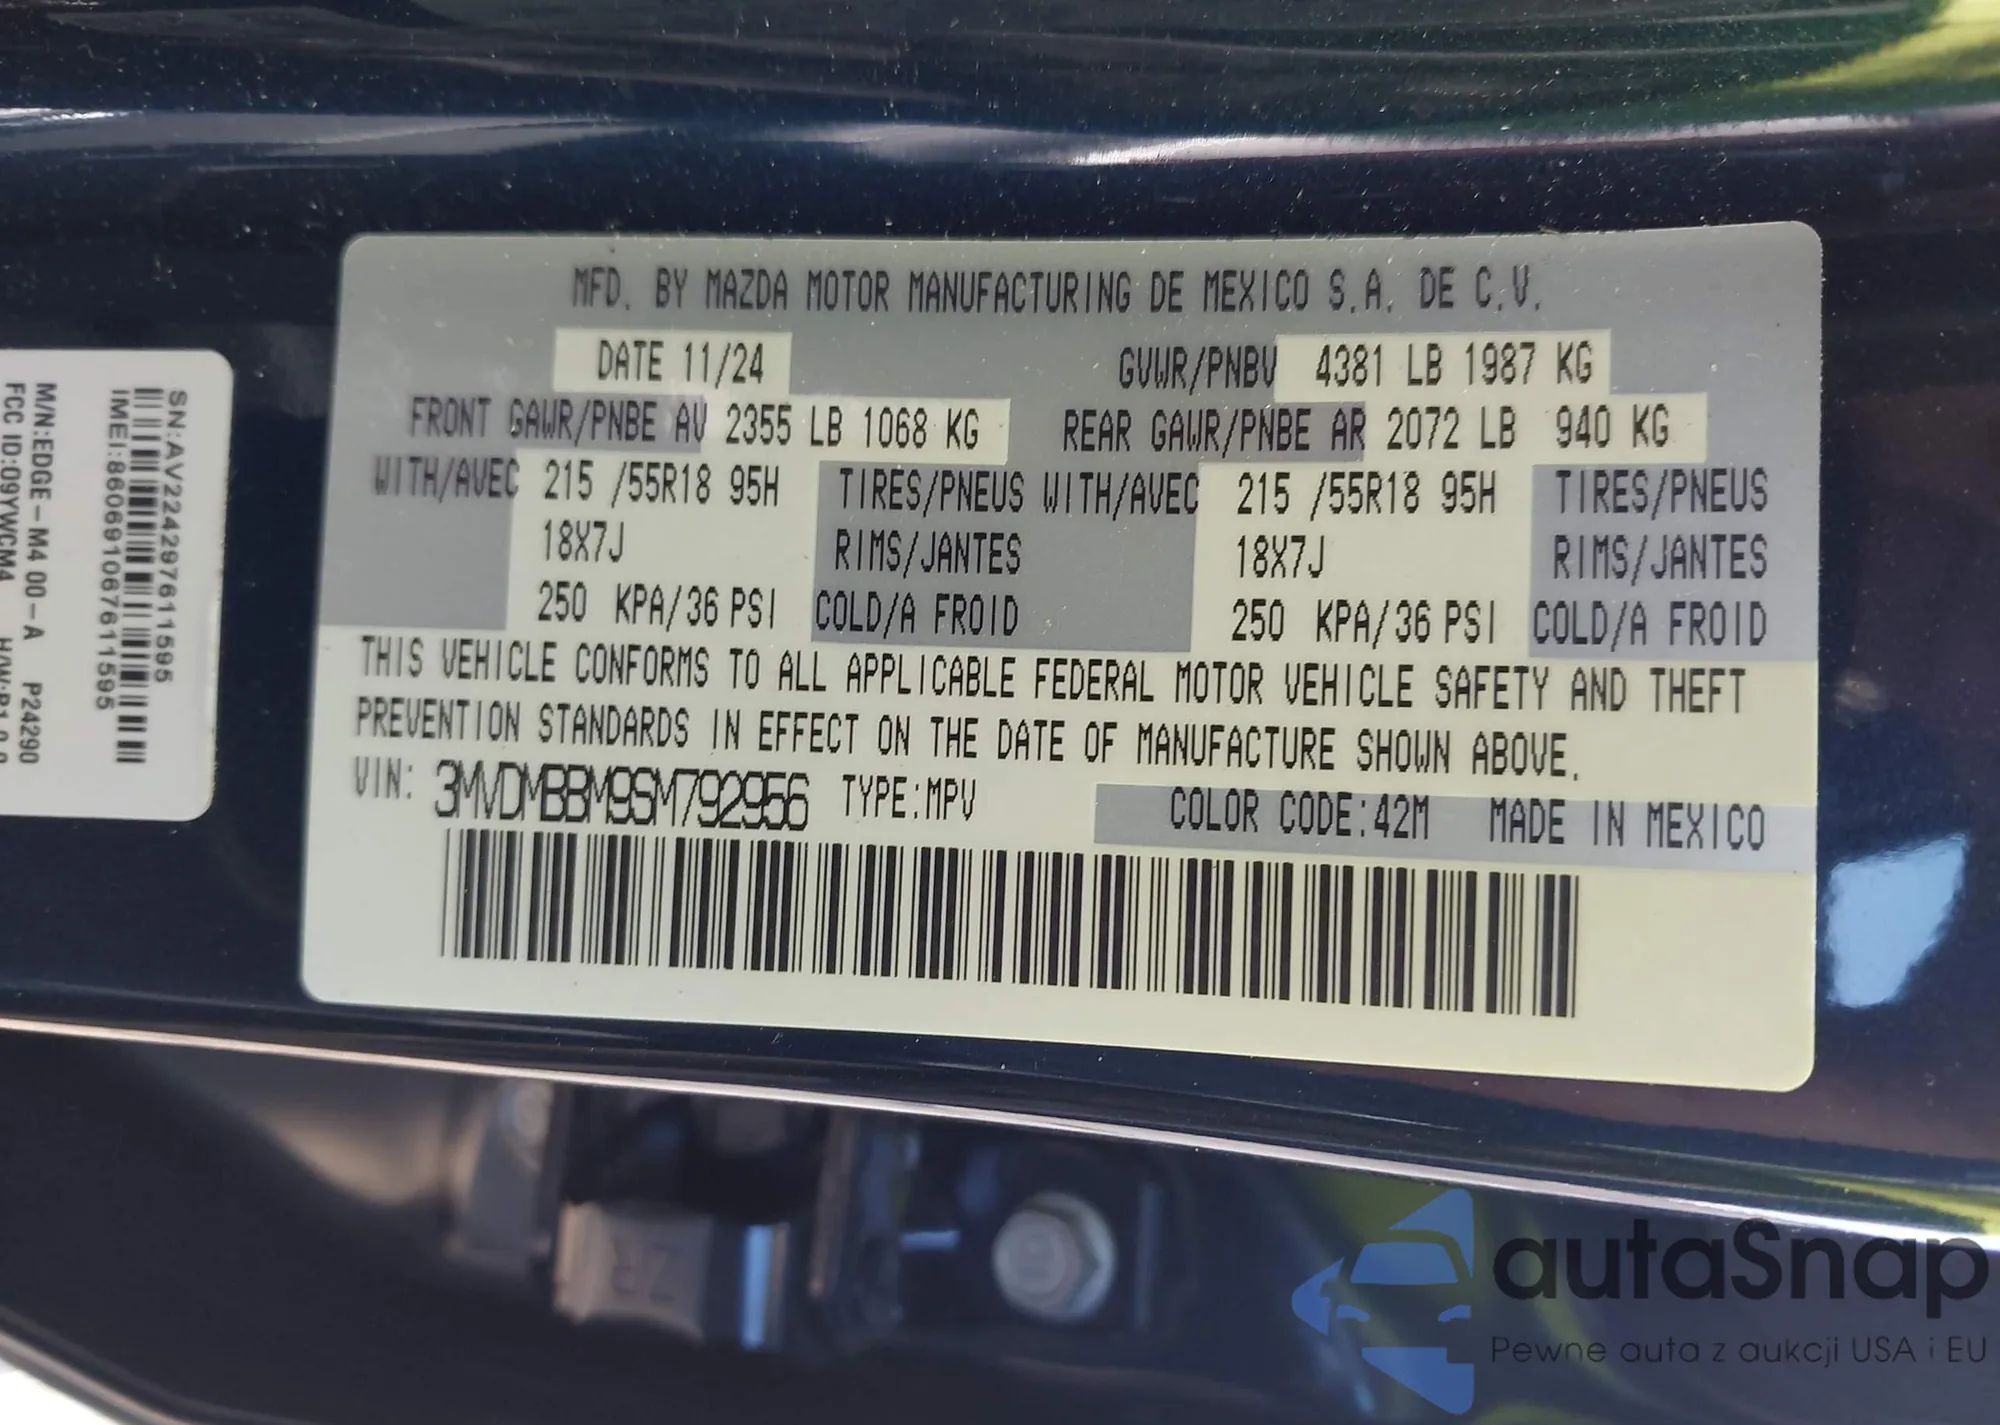 MFD. BY MAZDA MOTOR MANUFACTURING DE MEXICO S.A. DE C.V.
DATE 11/24 GVWR/PNBV 4381 LB 1987 KG
FRONT GAWR/PNBE AV 2355 LB 1068 KG REAR GAWR/PNBE AR 2072 LB 940 KG
WITH/AVEC 215 /55R18 95H TIRES/PNEUS WITH/AVEC 215 /55R18 95H TIRES/PNEUS
18X7J RIMS/JANTES 18X7J RIMS/JANTES
250 KPA/36 PSI COLD/A FROID 250 KPA/36 PSI COLD/A FROID
THIS VEHICLE CONFORMS TO ALL APPLICABLE FEDERAL MOTOR VEHICLE SAFETY AND THEFT
PREVENTION STANDARDS IN EFFECT ON THE DATE OF MANUFACTURE SHOWN ABOVE.
VIN: 3MVDMBBM9SM792956 TYPE:MPV COLOR CODE:42M MADE IN MEXICO
SN:AV2242976115​95
IMEI:860691067611595
M/N:EDGE-M4 00-A P24290
FCC ID:O9YWCM4
autoSnap
Pewne auta z aukcji USA i EU